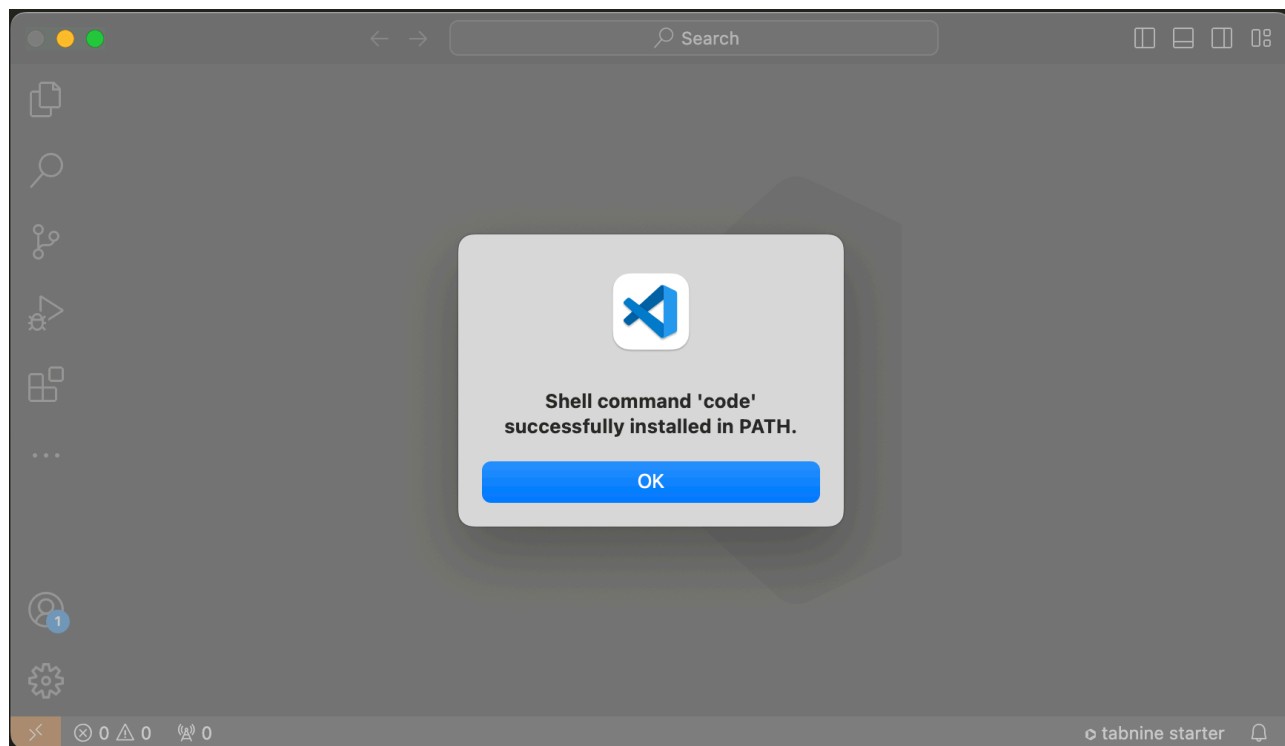 Search
Shell command 'code'
successfully installed in PATH.
OK
1
0 0 0
tabnine starter